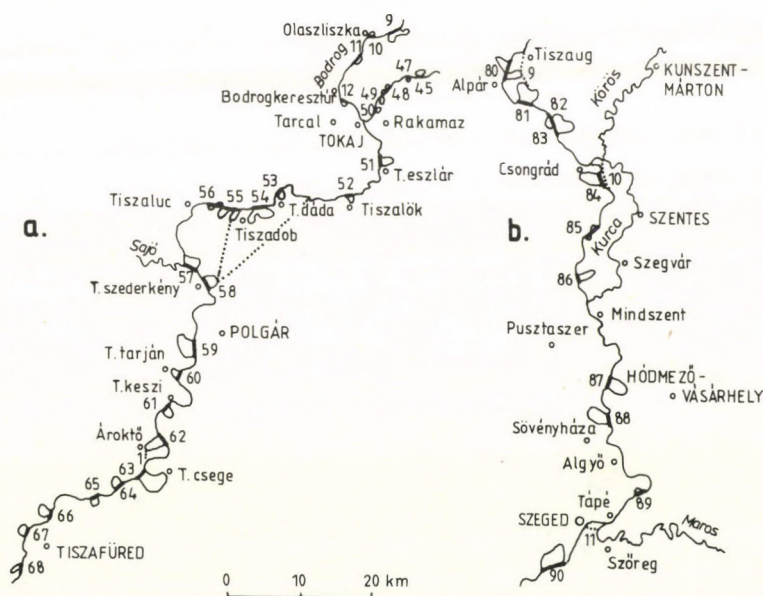 Olaszliszka
9
11
10
Bodrog
47
12
49
48
45
Bodrogkeresztúr
50
Tarcal
Rakamaz
TOKAJ
51
T.eszlár
53
52
56
55
54
Tiszaluc
T.dada
Tiszalök
Tiszadob
a.
Sajó
57
58
T.szederkény
POLGÁR
59
T.tarján
60
T.keszi
61
Ároktő
62
1
63
T.csege
65
64
66
67
TISZAFÜRED
68
0 10 20 km
Tiszaug
80
9
Alpár
KUNSZENT-
MÁRTON
Körös
82
81
83
Csongrád
10
84
SZENTES
85
Kurca
b.
Szegvár
86
Mindszent
Pusztaszer
87
HÓDMEZŐ-
VÁSÁRHELY
88
Sövényháza
Algyő
89
Tápé
SZEGED
11
Maros
Szőreg
90